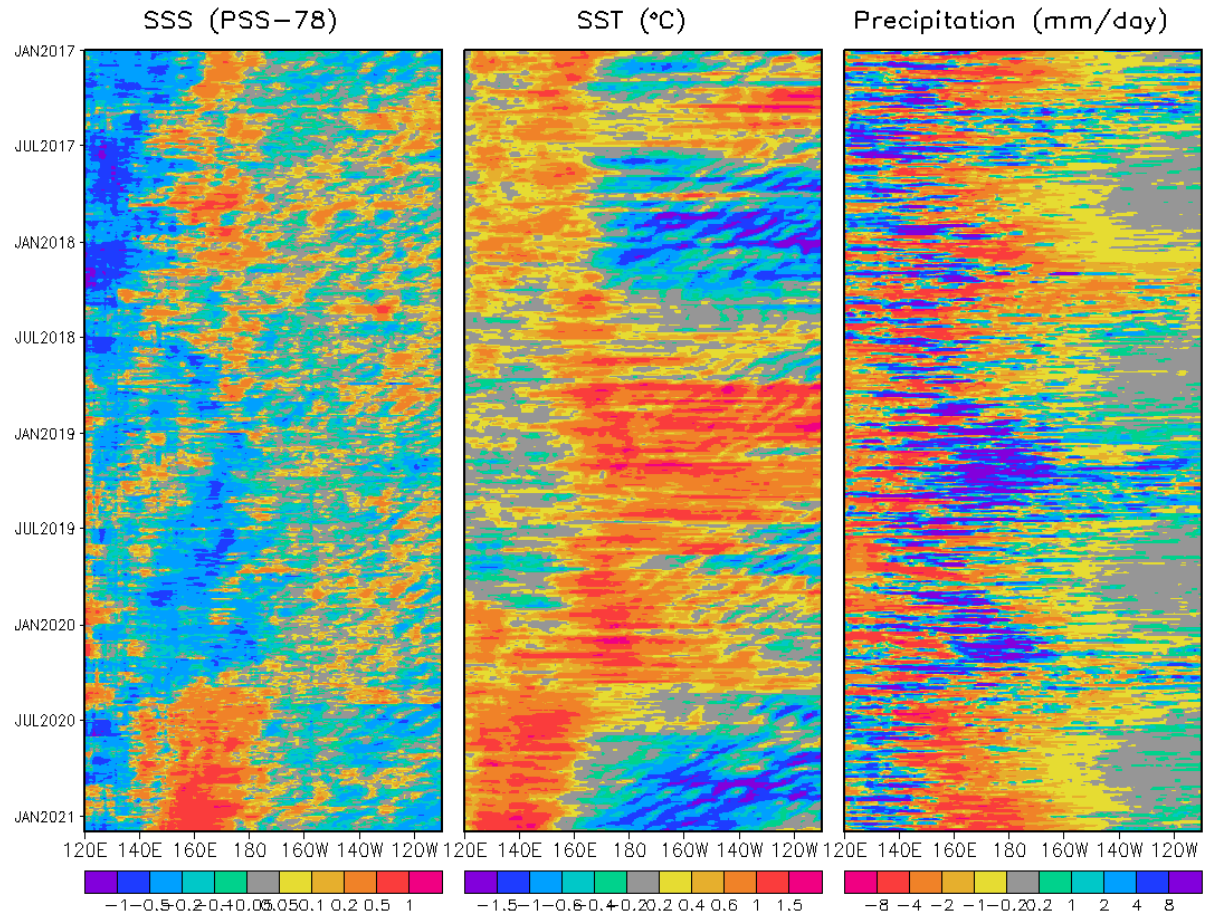 SSS (PSS−78)
SST (°C)
Precipitation (mm/day)
JAN2017
JUL2017
JAN2018
JUL2018
JAN2019
JUL2019
JAN2020
JUL2020
JAN2021
120E 140E 160E 180 160W 140W 120W
120E 140E 160E 180 160W 140W 120W
120E 140E 160E 180 160W 140W 120W
−1 −0.5 −0.2 −0.1 −0.05 0.05 0.1 0.2 0.5 1
−1.5 −1 −0.6 −0.4 −0.2 0.2 0.4 0.6 1 1.5
−8 −4 −2 −1 −0.2 0.2 1 2 4 8